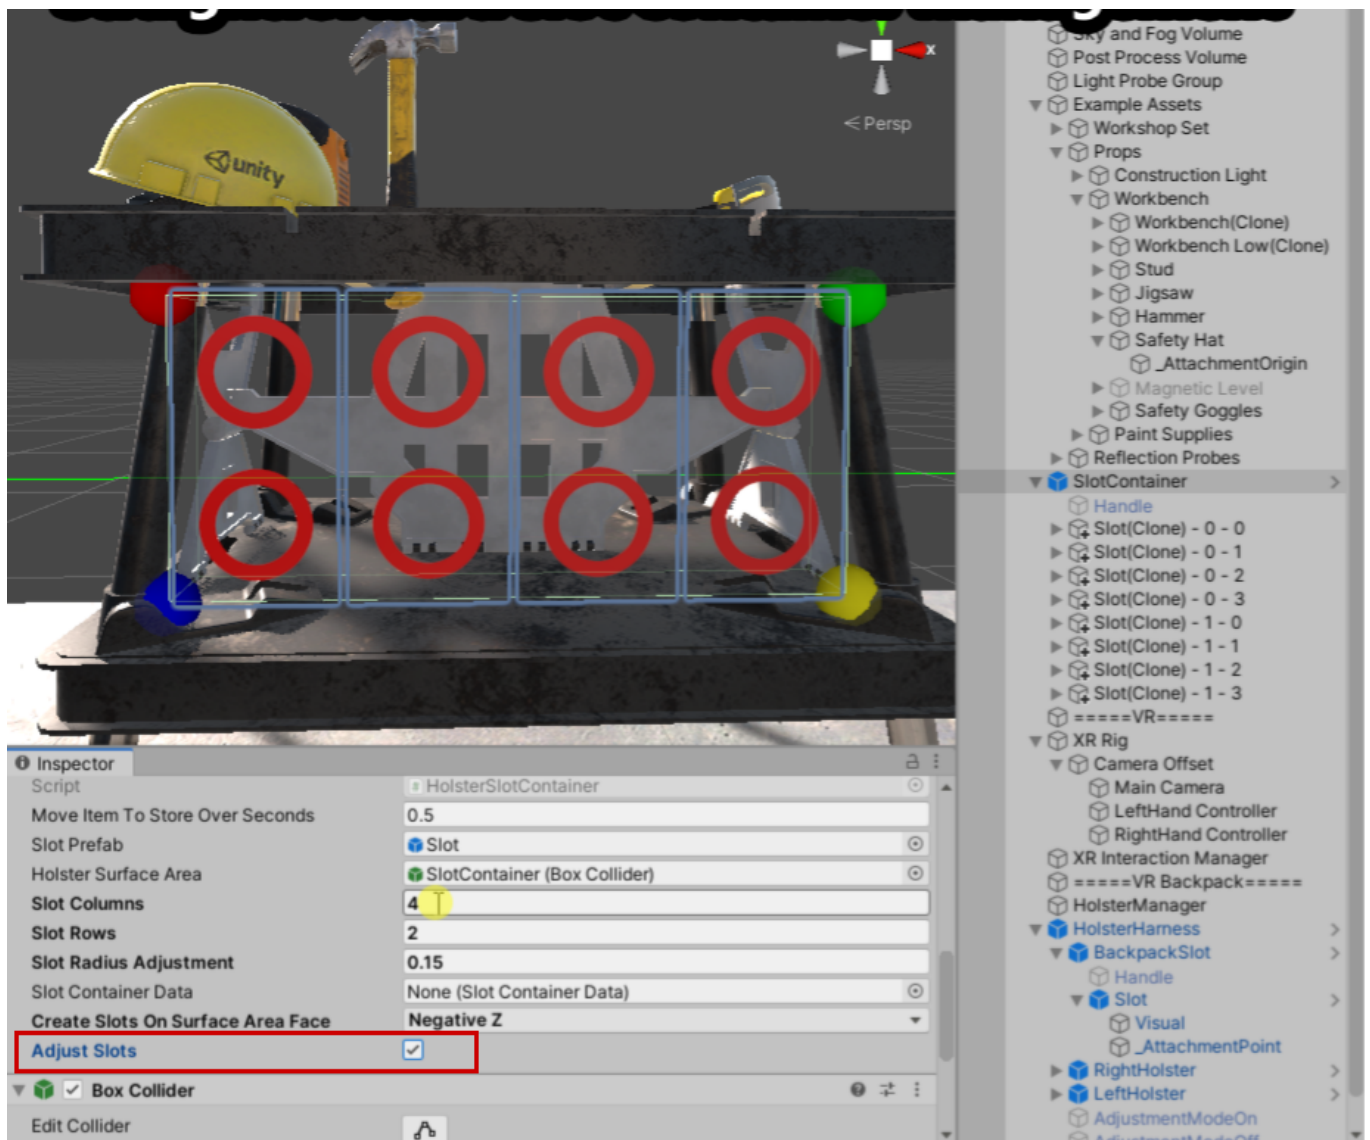 Sky and Fog Volume
Post Process Volume
Light Probe Group
Example Assets
Workshop Set
Props
Construction Light
Workbench
Workbench(Clone)
Workbench Low(Clone)
Stud
Jigsaw
Hammer
Safety Hat
_AttachmentOrigin
Magnetic Level
Safety Goggles
Paint Supplies
Reflection Probes
SlotContainer
Handle
Slot(Clone) - 0 - 0
Slot(Clone) - 0 - 1
Slot(Clone) - 0 - 2
Slot(Clone) - 0 - 3
Slot(Clone) - 1 - 0
Slot(Clone) - 1 - 1
Slot(Clone) - 1 - 2
Slot(Clone) - 1 - 3
=====VR=====
XR Rig
Camera Offset
Main Camera
LeftHand Controller
RightHand Controller
XR Interaction Manager
=====VR Backpack=====
HolsterManager
HolsterHarness
BackpackSlot
Handle
Slot
Visual
_AttachmentPoint
RightHolster
LeftHolster
AdjustmentModeOn
x
< Persp
unity
Inspector
Script HolsterSlotContainer
Move Item To Store Over Seconds 0.5
Slot Prefab Slot
Holster Surface Area SlotContainer (Box Collider)
Slot Columns 4
Slot Rows 2
Slot Radius Adjustment 0.15
Slot Container Data None (Slot Container Data)
Create Slots On Surface Area Face Negative Z
Adjust Slots
Box Collider
Edit Collider